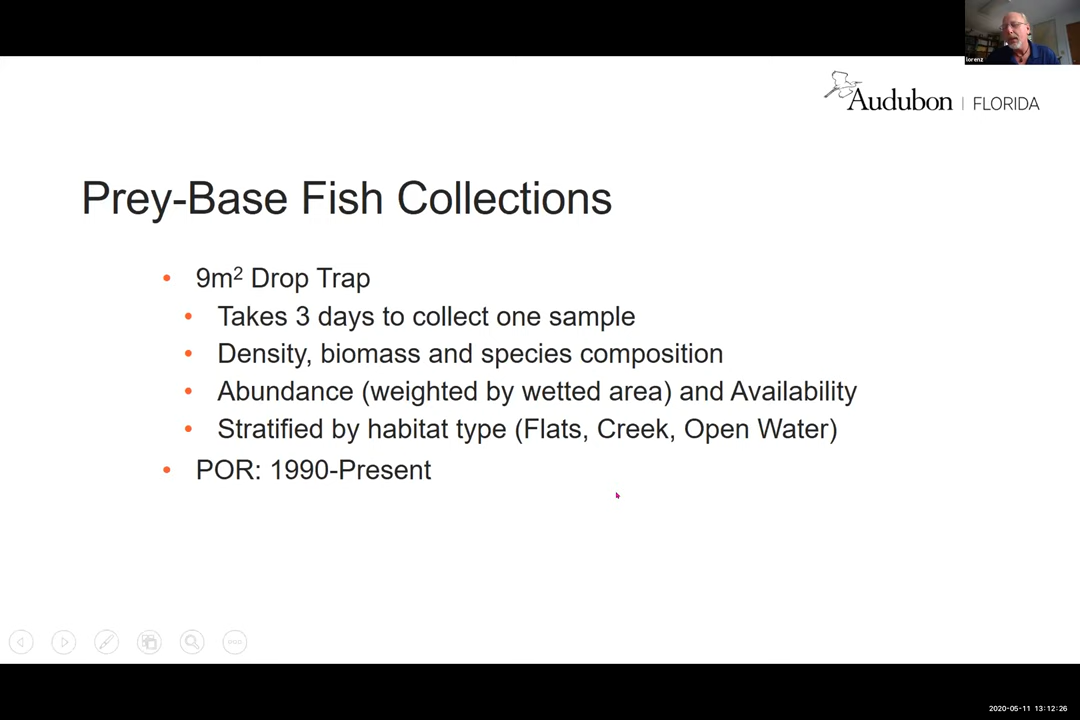 lorenz
Audubon | FLORIDA
Prey-Base Fish Collections
• 9m² Drop Trap
• Takes 3 days to collect one sample
• Density, biomass and species composition
• Abundance (weighted by wetted area) and Availability
• Stratified by habitat type (Flats, Creek, Open Water)
• POR: 1990-Present
2020-05-11 13:12:26